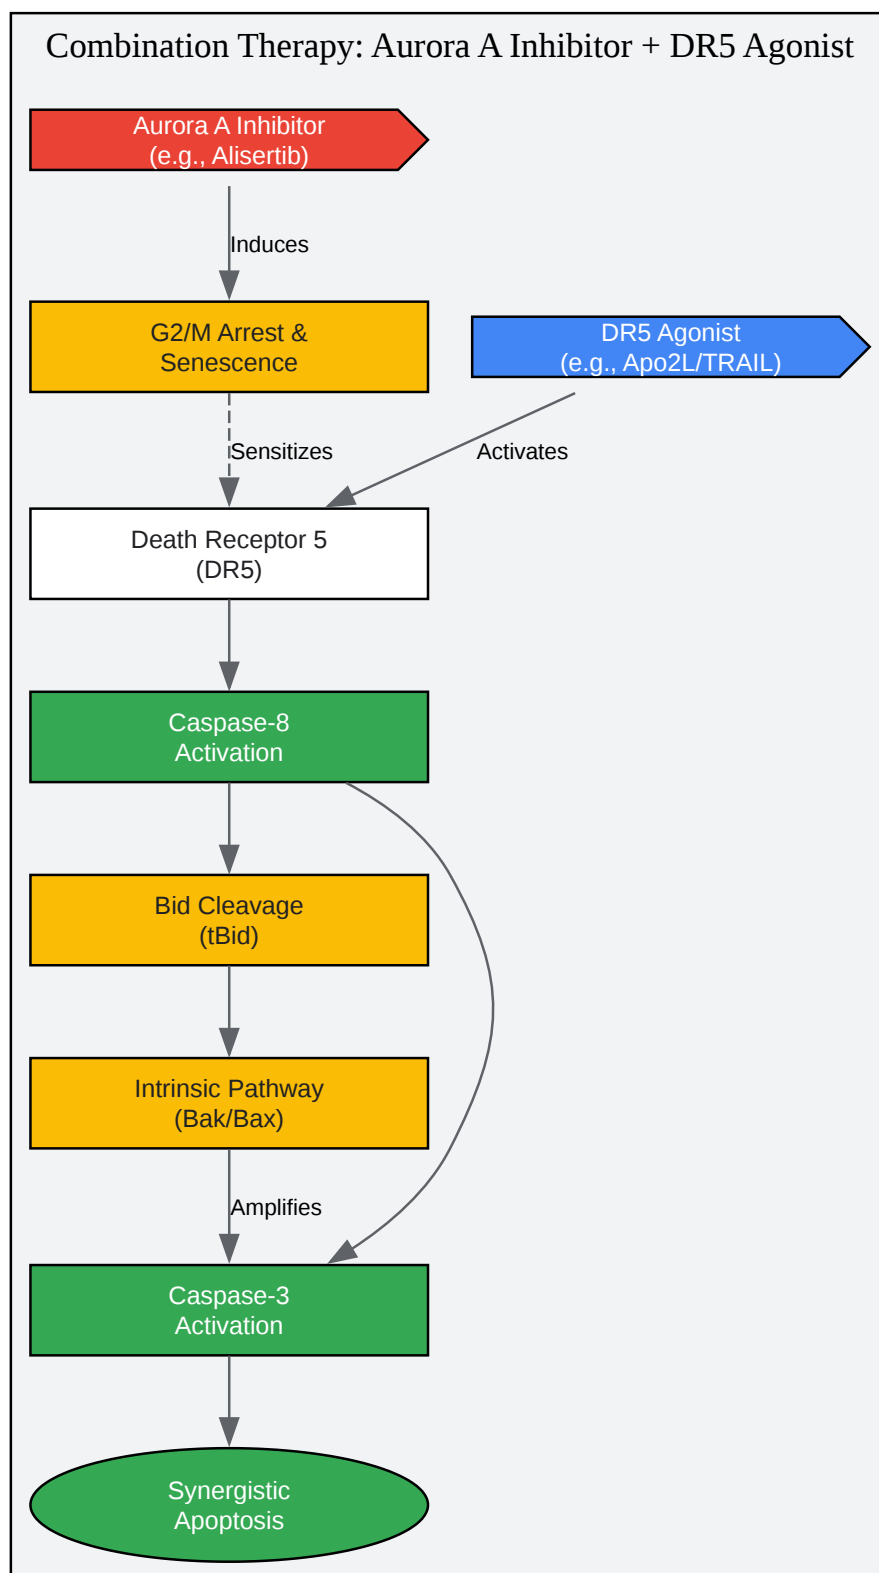 Combination Therapy: Aurora A Inhibitor + DR5 Agonist
Aurora A Inhibitor
(e.g., Alisertib)
Induces
G2/M Arrest &
Senescence
DR5 Agonist
(e.g., Apo2L/TRAIL)
Sensitizes
Activates
Death Receptor 5
(DR5)
Caspase-8
Activation
Bid Cleavage
(tBid)
Intrinsic Pathway
(Bak/Bax)
Amplifies
Caspase-3
Activation
Synergistic
Apoptosis